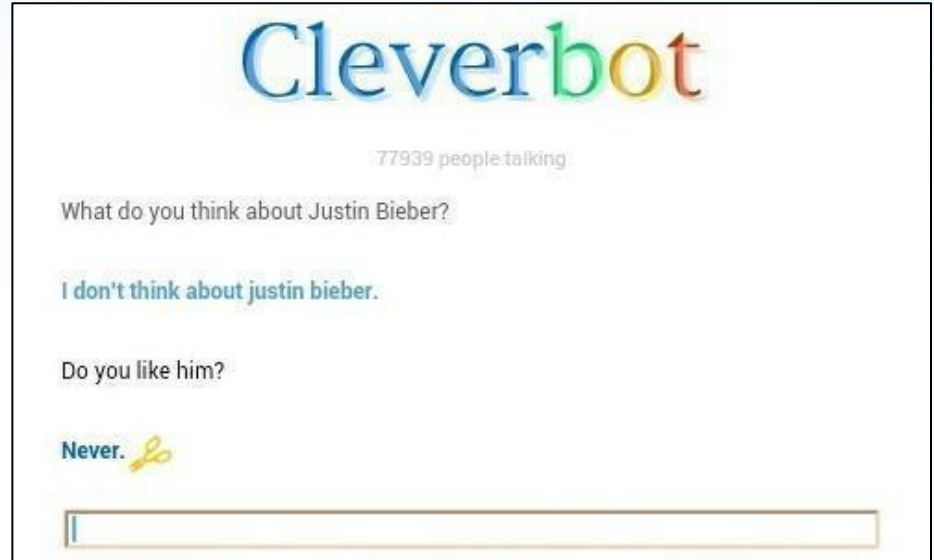 Cleverbot
77939 people talking
What do you think about Justin Bieber?
I don't think about justin bieber.
Do you like him?
Never.